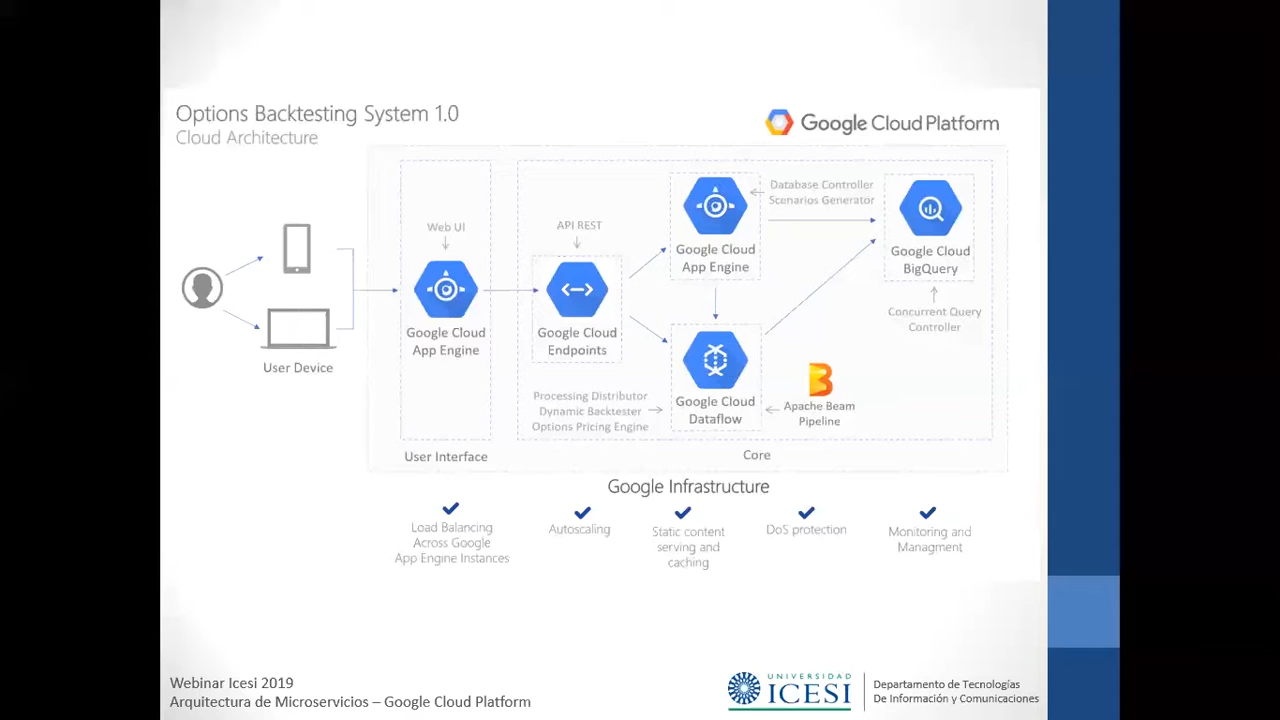 Options Backtesting System 1.0
Cloud Architecture
Google Cloud Platform
Web UI
Google Cloud
App Engine
User Interface
API REST
Google Cloud
Endpoints
Google Cloud
App Engine
Database Controller
Scenarios Generator
Google Cloud
BigQuery
Concurrent Query
Controller
User Device
Processing Distributor
Dynamic Backtester
Options Pricing Engine
Google Cloud
Dataflow
Apache Beam
Pipeline
Core
Google Infrastructure
Load Balancing
Across Google
App Engine Instances
Autoscaling
Static content
serving and
caching
DoS protection
Monitoring and
Managment
Webinar Icesi 2019
Arquitectura de Microservicios – Google Cloud Platform
UNIVERSIDAD
ICESI
Departamento de Tecnologías
De Información y Comunicaciones